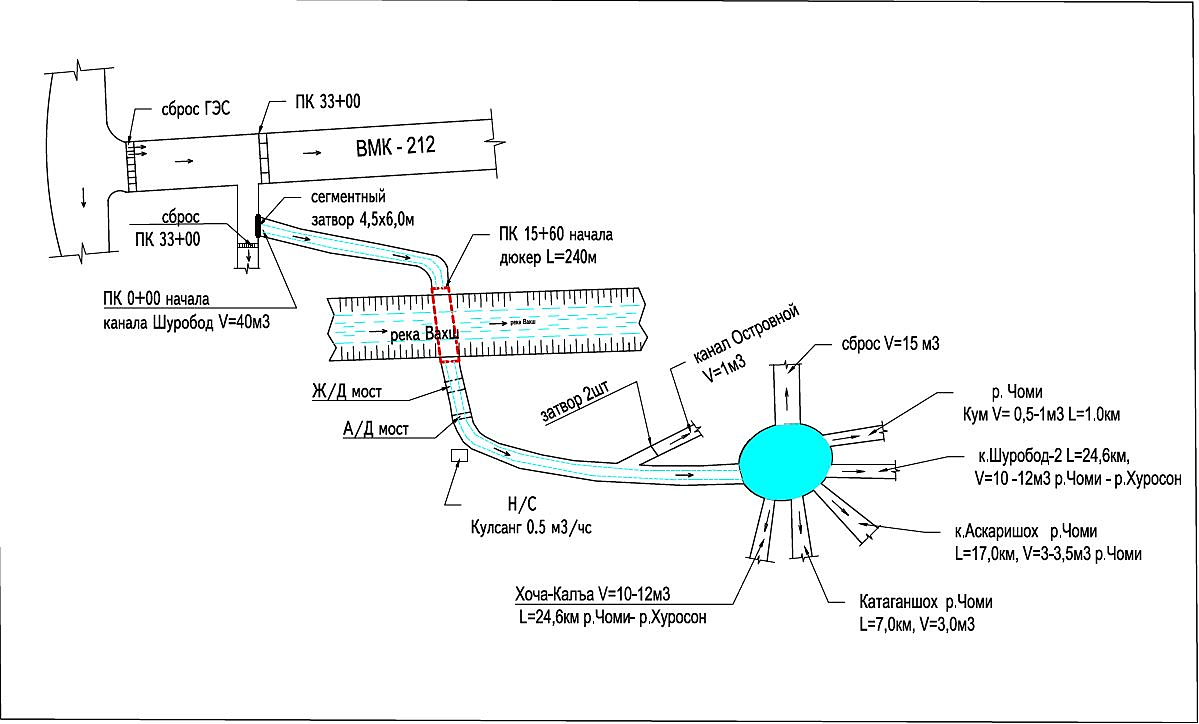 сброс ГЭС
ПК 33+00
ВМК - 212
сегментный
затвор 4,5х6,0м
сброс
ПК 33+00
ПК 15+60 начала
дюкер L=240м
ПК 0+00 начала
канала Шуробод V=40м3
река Вахш
река Вахш
канал Островной
V=1м3
сброс V=15 м3
Ж/Д мост
затвор 2шт
А/Д мост
р. Чоми
Кум V= 0,5-1м3 L=1.0км
к.Шуробод-2 L=24,6км,
V=10 -12м3 р.Чоми - р.Хуросон
Н/С
Кулсанг 0.5 м3/чс
к.Аскаришох р.Чоми
L=17,0км, V=3-3,5м3 р.Чоми
Хоча-Калъа V=10-12м3
L=24,6км р.Чоми- р.Хуросон
Катаганшох р.Чоми
L=7,0км, V=3,0м3